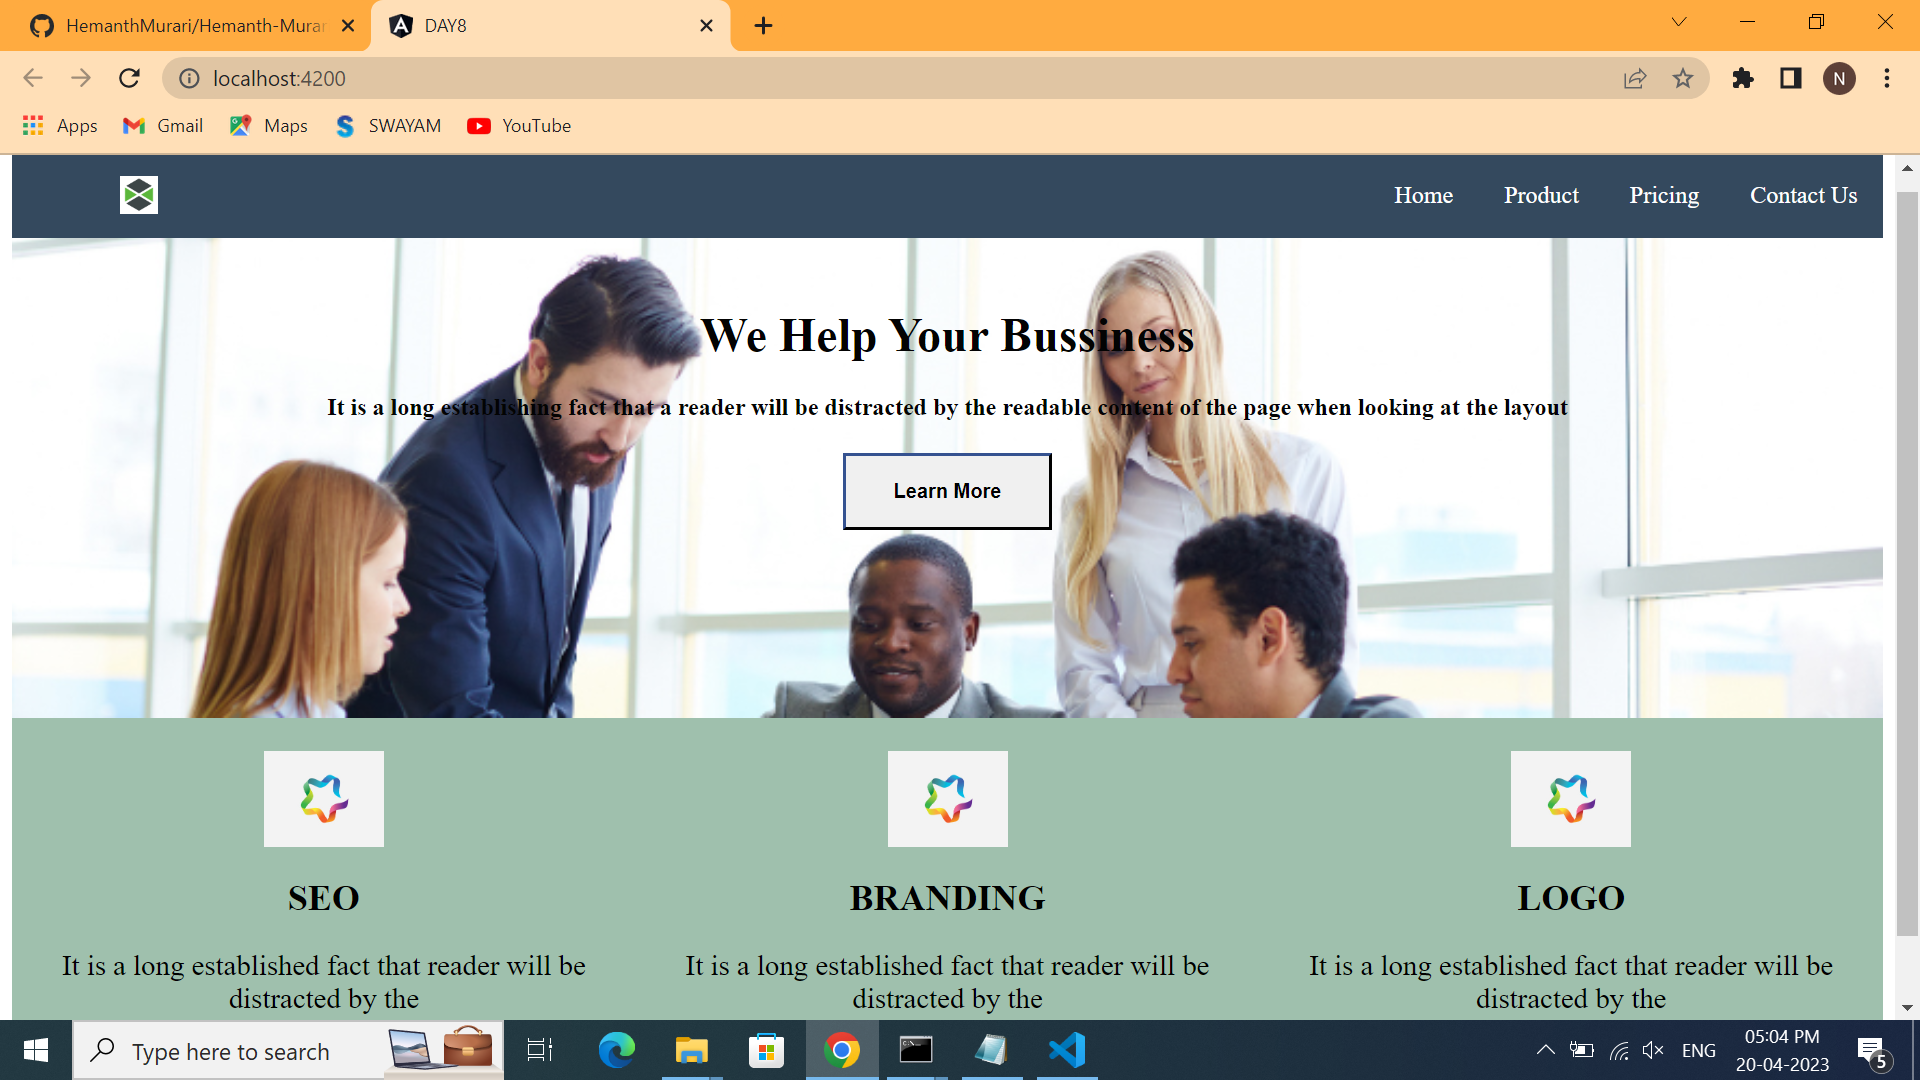 HemanthMurari/Hemanth-Murar
DAY8
localhost:4200
N
Apps
Gmail
Maps
SWAYAM
YouTube
Home
Product
Pricing
Contact Us
We Help Your Bussiness
It is a long establishing fact that a reader will be distracted by the readable content of the page when looking at the layout
Learn More
SEO
BRANDING
LOGO
It is a long established fact that reader will be
distracted by the
It is a long established fact that reader will be
distracted by the
It is a long established fact that reader will be
distracted by the
Type here to search
ENG
05:04 PM
20-04-2023
5